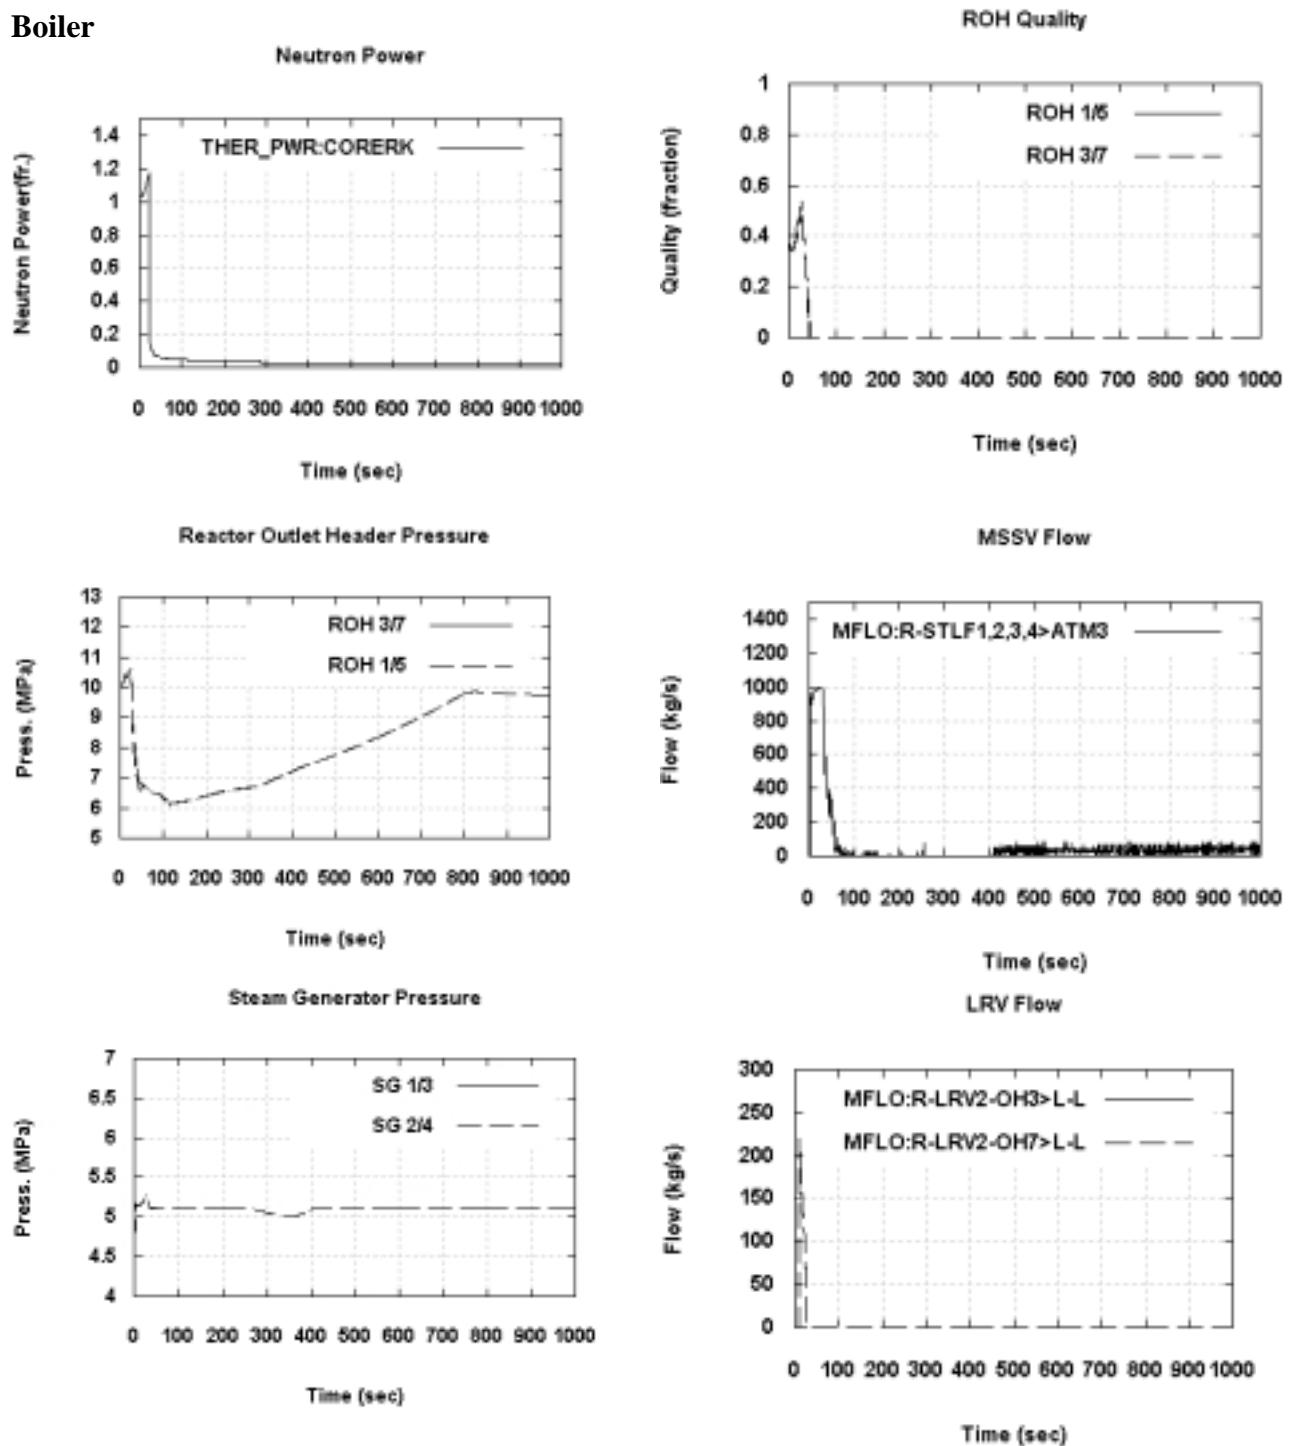 Boiler
Neutron Power
Neutron Power(fr.)
1.4
1.2
1
0.8
0.6
0.4
0.2
0
THER_PWR:CORERK
0 100 200 300 400 500 600 700 800 900 1000
Time (sec)
ROH Quality
Quality (fraction)
1
0.8
0.6
0.4
0.2
0
ROH 1/5
ROH 3/7
0 100 200 300 400 500 600 700 800 900 1000
Time (sec)
Reactor Outlet Header Pressure
Press. (MPa)
13
12
11
10
9
8
7
6
5
ROH 3/7
ROH 1/5
0 100 200 300 400 500 600 700 800 900 1000
Time (sec)
MSSV Flow
Flow (kg/s)
1400
1200
1000
800
600
400
200
0
MFLO:R-STLF1,2,3,4>ATM3
0 100 200 300 400 500 600 700 800 900 1000
Time (sec)
Steam Generator Pressure
Press. (MPa)
7
6.5
6
5.5
5
4.5
4
SG 1/3
SG 2/4
0 100 200 300 400 500 600 700 800 900 1000
Time (sec)
LRV Flow
Flow (kg/s)
300
250
200
150
100
50
0
MFLO:R-LRV2-OH3>L-L
MFLO:R-LRV2-OH7>L-L
0 100 200 300 400 500 600 700 800 900 1000
Time (sec)